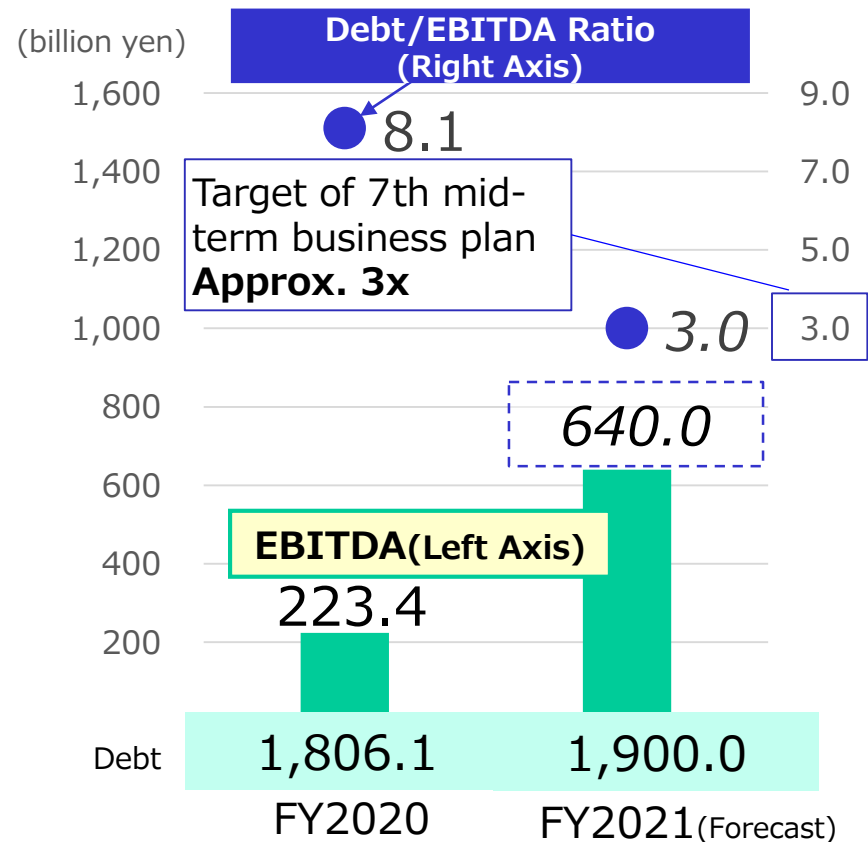 (billion yen)
Debt/EBITDA Ratio
(Right Axis)
1,600
9.0
8.1
1,400
7.0
Target of 7th mid-
term business plan
Approx. 3x
1,200
5.0
1,000
3.0
3.0
800
640.0
600
EBITDA(Left Axis)
400
223.4
200
Debt
1,806.1
1,900.0
FY2020
FY2021(Forecast)